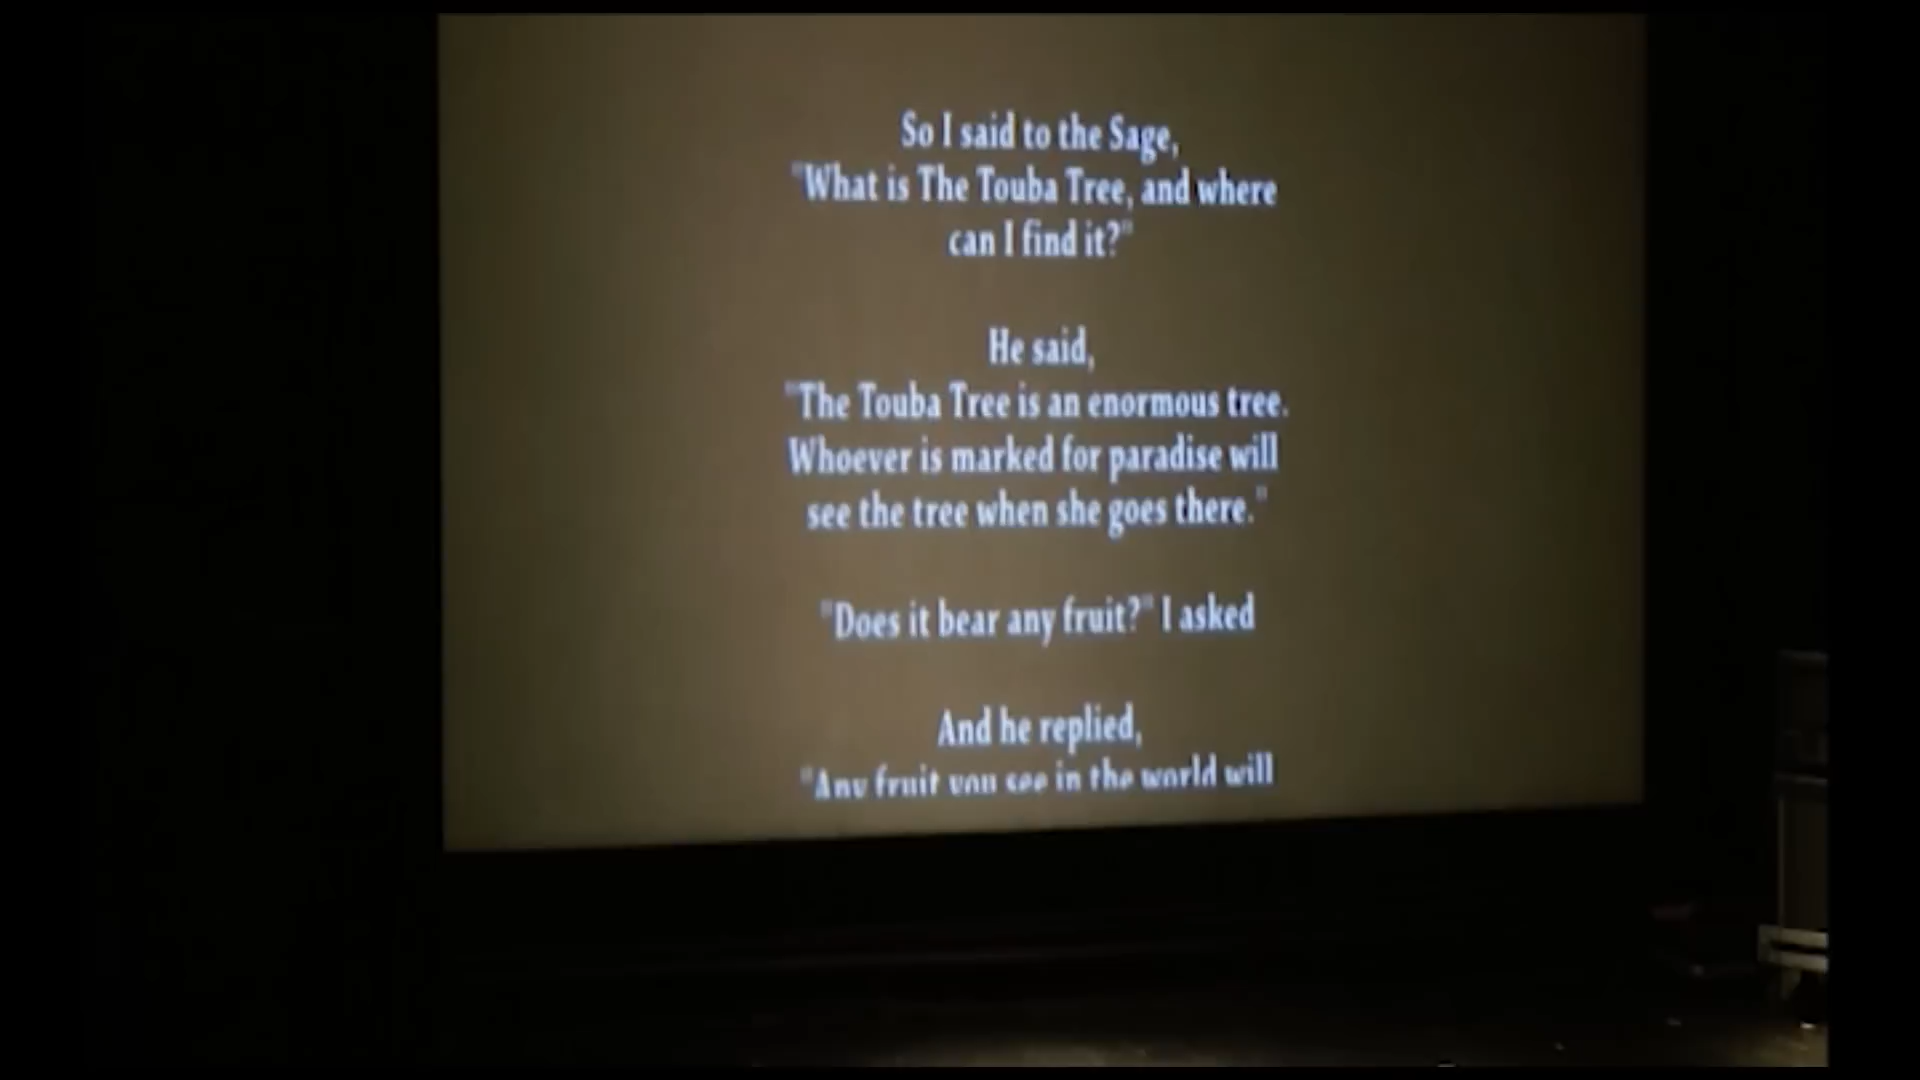 So I said to the Sage,
"What is The Touba Tree, and where
can I find it?"
He said,
"The Touba Tree is an enormous tree.
Whoever is marked for paradise will
see the tree when she goes there."
"Does it bear any fruit?" I asked
And he replied,
"Any fruit you see in the world will